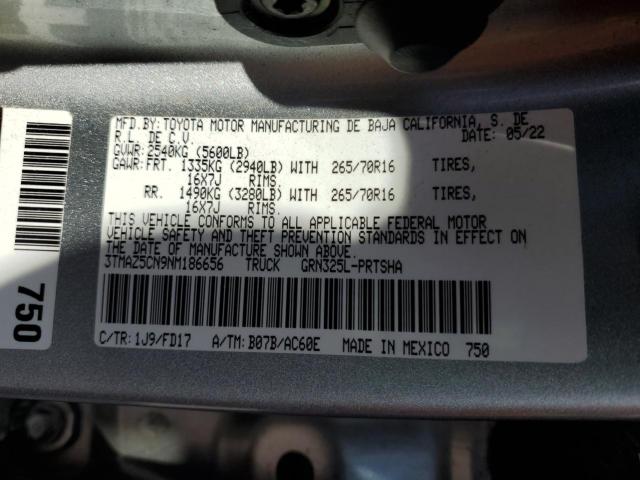 MFD.BY:TOYOTA MOTOR MANUFACTURING DE BAJA CALIFORNIA, S. DE
R.L. DE C.V. DATE: 05/22
GVWR:2540KG (5600LB)
GAWR:FRT. 1335KG (2940LB) WITH 265/70R16 TIRES,
16X7J RIMS.
RR. 1490KG (3280LB) WITH 265/70R16 TIRES,
16X7J RIMS.
THIS VEHICLE CONFORMS TO ALL APPLICABLE FEDERAL MOTOR
VEHICLE SAFETY AND THEFT PREVENTION STANDARDS IN EFFECT ON
THE DATE OF MANUFACTURE SHOWN ABOVE.
3TMAZ5CN9NM186656 TRUCK GRN325L-PRTSHA
C/TR:1J9/FD17 A/TM:B07B/AC60E MADE IN MEXICO 750
750